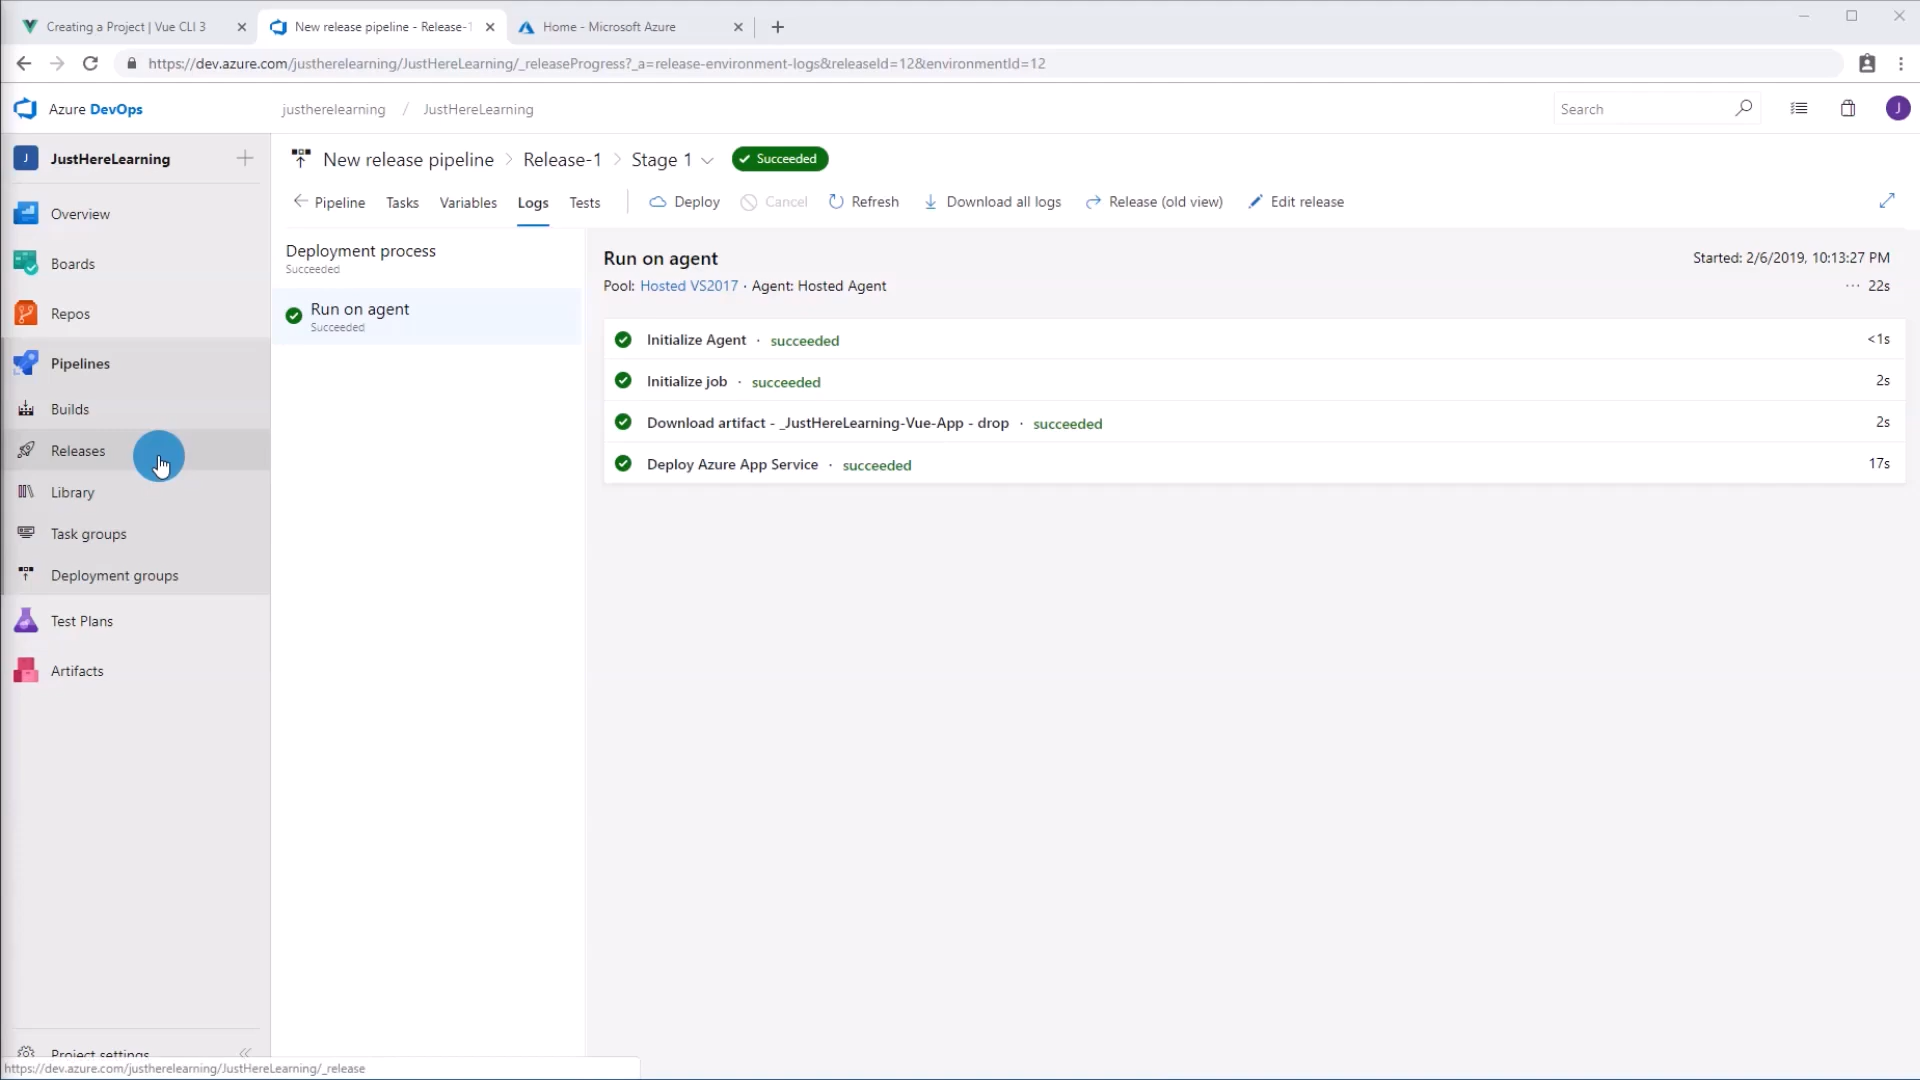 Creating a Project | Vue CLI 3
New release pipeline - Release-1
Home - Microsoft Azure
https://dev.azure.com/justherelearning/JustHereLearning/_releaseProgress?_a=release-environment-logs&releaseId=12&environmentId=12
Azure DevOps
justherelearning / JustHereLearning
Search
J
J
JustHereLearning
New release pipeline > Release-1 > Stage 1
Succeeded
Overview
Pipeline
Tasks
Variables
Logs
Tests
Deploy
Cancel
Refresh
Download all logs
Release (old view)
Edit release
Boards
Repos
Pipelines
Builds
Releases
Library
Task groups
Deployment groups
Test Plans
Artifacts
Project settings
Deployment process
Succeeded
Run on agent
Succeeded
Run on agent
Started: 2/6/2019, 10:13:27 PM
Pool: Hosted VS2017 · Agent: Hosted Agent
··· 22s
Initialize Agent · succeeded <1s
Initialize job · succeeded 2s
Download artifact - _JustHereLearning-Vue-App - drop · succeeded 2s
Deploy Azure App Service · succeeded 17s
https://dev.azure.com/justherelearning/JustHereLearning/_release